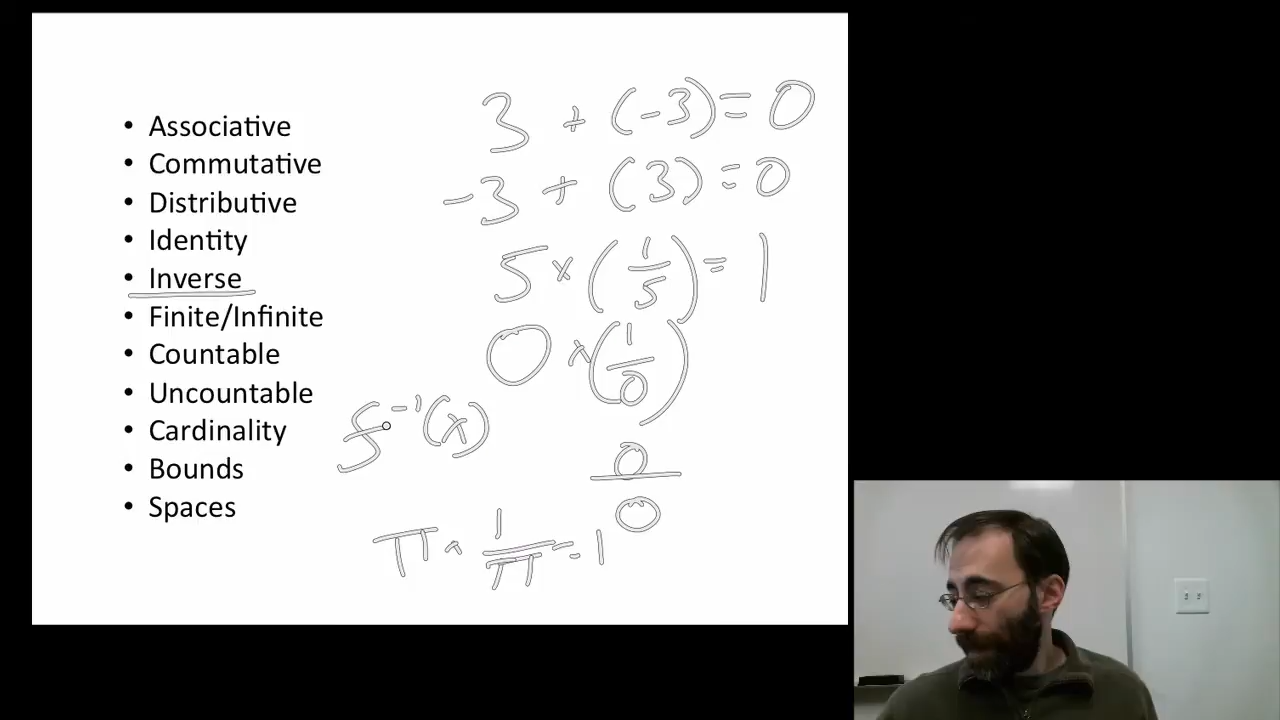 • Associative
• Commutative
• Distributive
• Identity
• Inverse
• Finite/Infinite
• Countable
• Uncountable
• Cardinality
• Bounds
• Spaces
3 + (-3) = 0
-3 + (3) = 0
5 × (1/5) = 1
0 × (1/0)
f⁻¹(x)
0/0
π × 1/π = 1